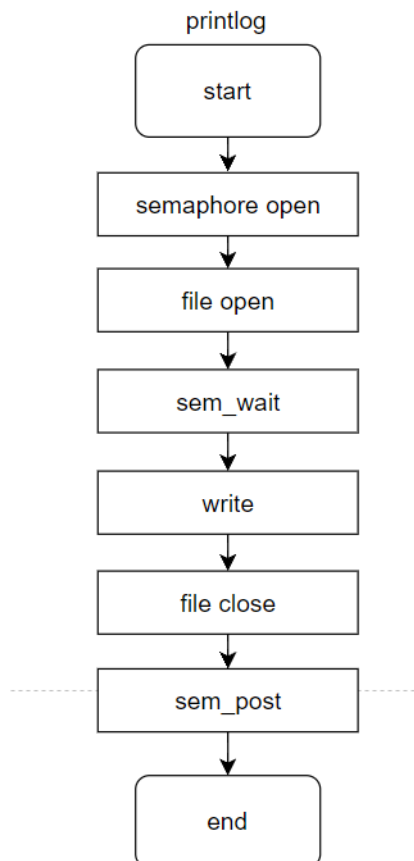 printlog
start
semaphore open
file open
sem_wait
write
file close
sem_post
end